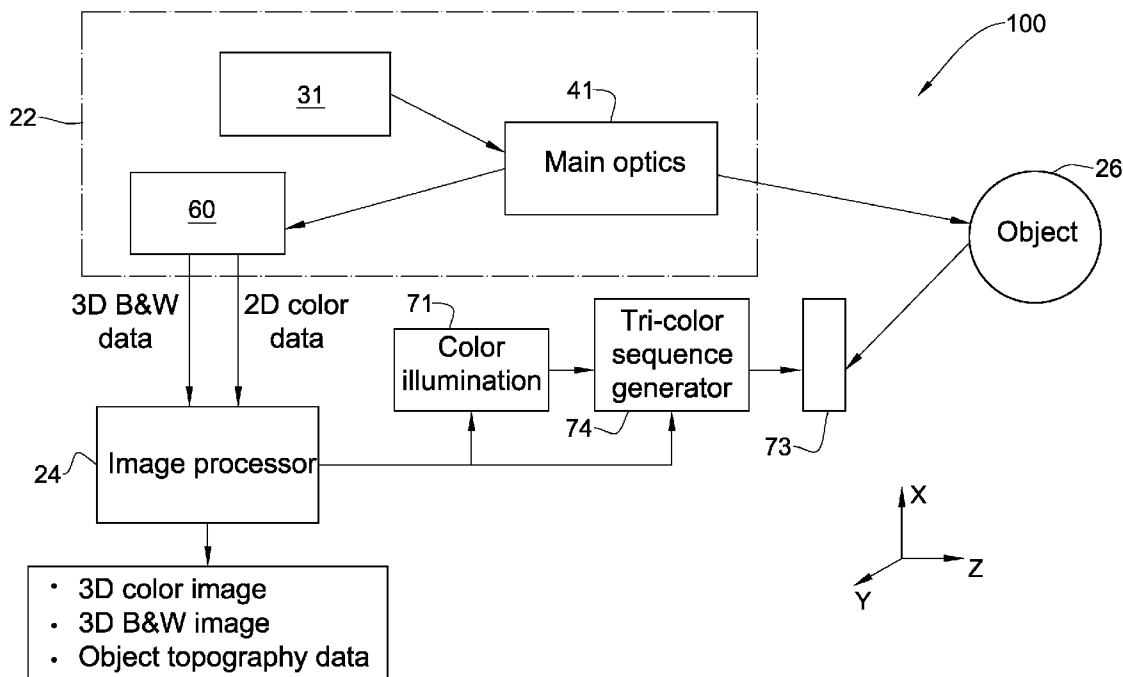 100
31
41
22
Main optics
26
60
Object
3D B&W
data
2D color
data
71
Color
illumination
Tri-color
sequence
generator
74
73
24
Image processor
X
Z
Y
• 3D color image
• 3D B&W image
• Object topography data